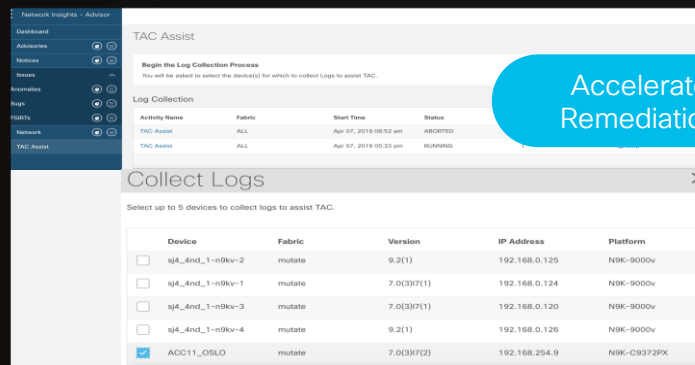 Network Insights - Advisor
Dashboard
Advisories
Notices
Issues
Anomalies
Bugs
PSIRTs
Network
TAC Assist
TAC Assist
Begin the Log Collection Process
You will be asked to select the device(s) for which to collect Logs to assist TAC.
Log Collection
Activity Name Fabric Start Time Status
TAC Assist ALL Apr 07, 2019 08:52 am ABORTED
TAC Assist ALL Apr 07, 2019 05:33 pm RUNNING
Accelerate
Remediatio
Collect Logs
Select up to 5 devices to collect logs to assist TAC.
Device Fabric Version IP Address Platform
sj4_4nd_1-n9kv-2 mutate 9.2(1) 192.168.0.125 N9K-9000v
sj4_4nd_1-n9kv-1 mutate 7.0(3)I7(1) 192.168.0.124 N9K-9000v
sj4_4nd_1-n9kv-3 mutate 7.0(3)I7(1) 192.168.0.120 N9K-9000v
sj4_4nd_1-n9kv-4 mutate 9.2(1) 192.168.0.126 N9K-9000v
ACC11_OSLO mutate 7.0(3)I7(2) 192.168.254.9 N9K-C9372PX